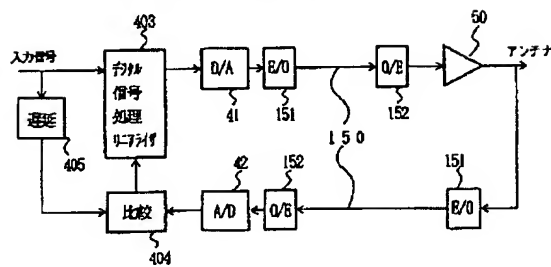 403
入力信号
デジタル
信号
処理
リニアライザ
D/A
41
E/O
151
150
O/E
152
50
アンテナ
遅延
405
比較
404
42
A/D
152
O/E
151
E/O